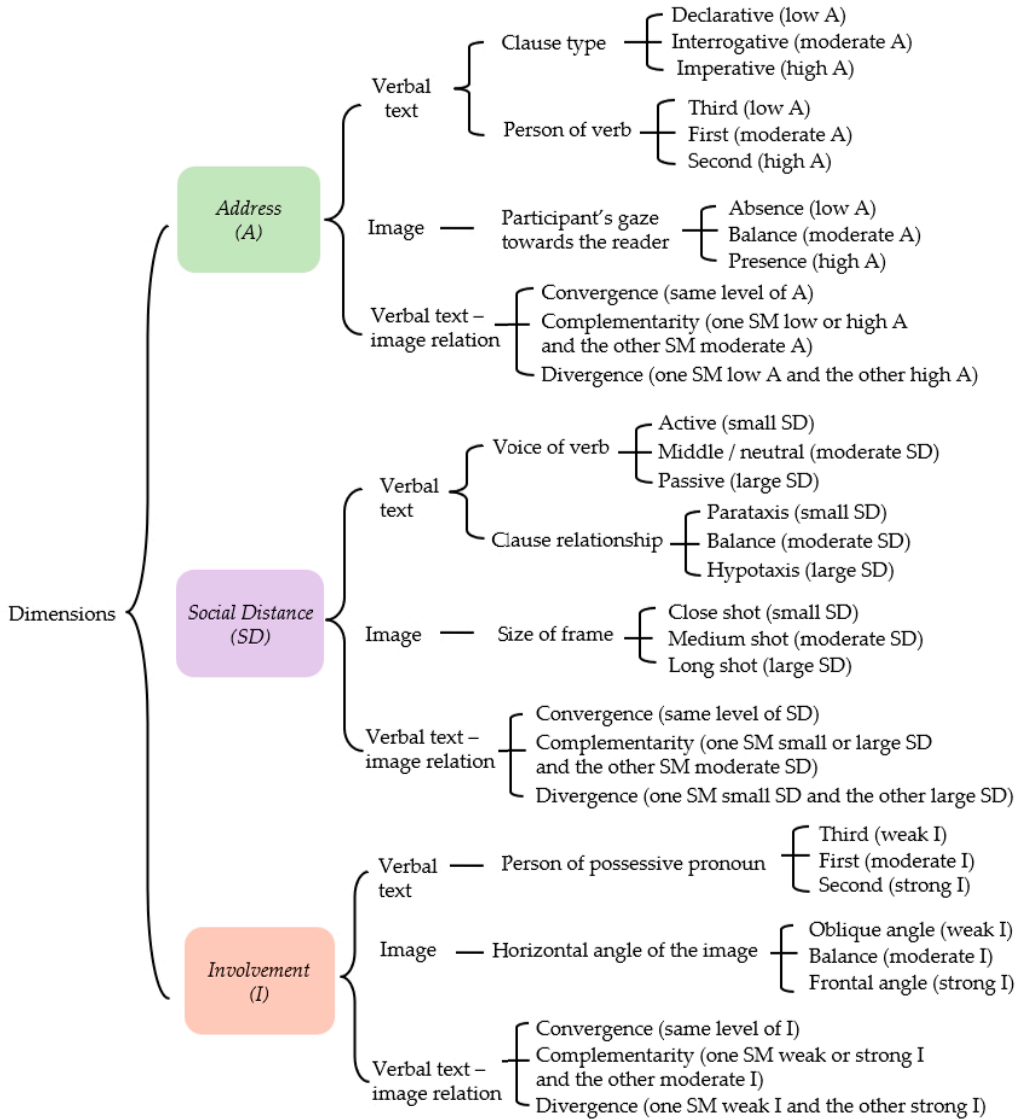 Dimensions
Address
(A)
Verbal
text
Clause type
Declarative (low A)
Interrogative (moderate A)
Imperative (high A)
Person of verb
Third (low A)
First (moderate A)
Second (high A)
Image
Participant's gaze
towards the reader
Absence (low A)
Balance (moderate A)
Presence (high A)
Verbal text –
image relation
Convergence (same level of A)
Complementarity (one SM low or high A
and the other SM moderate A)
Divergence (one SM low A and the other high A)
Social Distance
(SD)
Verbal
text
Voice of verb
Active (small SD)
Middle / neutral (moderate SD)
Passive (large SD)
Clause relationship
Parataxis (small SD)
Balance (moderate SD)
Hypotaxis (large SD)
Image
Size of frame
Close shot (small SD)
Medium shot (moderate SD)
Long shot (large SD)
Verbal text –
image relation
Convergence (same level of SD)
Complementarity (one SM small or large SD
and the other SM moderate SD)
Divergence (one SM small SD and the other large SD)
Involvement
(I)
Verbal
text
Person of possessive pronoun
Third (weak I)
First (moderate I)
Second (strong I)
Image
Horizontal angle of the image
Oblique angle (weak I)
Balance (moderate I)
Frontal angle (strong I)
Verbal text –
image relation
Convergence (same level of I)
Complementarity (one SM weak or strong I
and the other moderate I)
Divergence (one SM weak I and the other strong I)